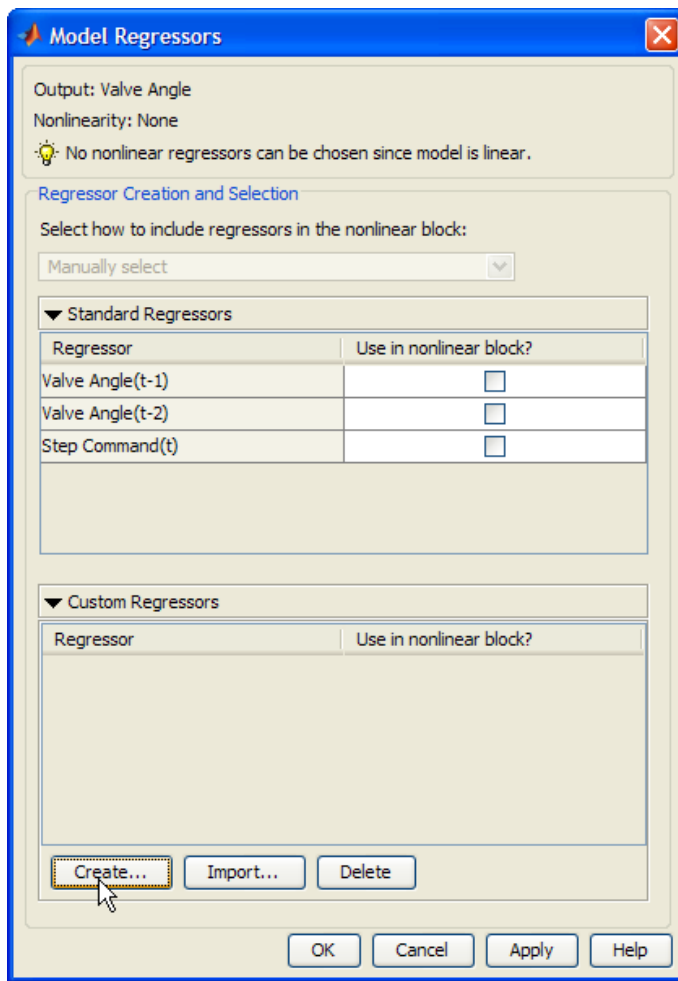 Model Regressors
Output: Valve Angle
Nonlinearity: None
No nonlinear regressors can be chosen since model is linear.
Regressor Creation and Selection
Select how to include regressors in the nonlinear block:
Manually select
Standard Regressors
Regressor Use in nonlinear block?
Valve Angle(t-1)
Valve Angle(t-2)
Step Command(t)
Custom Regressors
Regressor Use in nonlinear block?
Create... Import... Delete
OK Cancel Apply Help